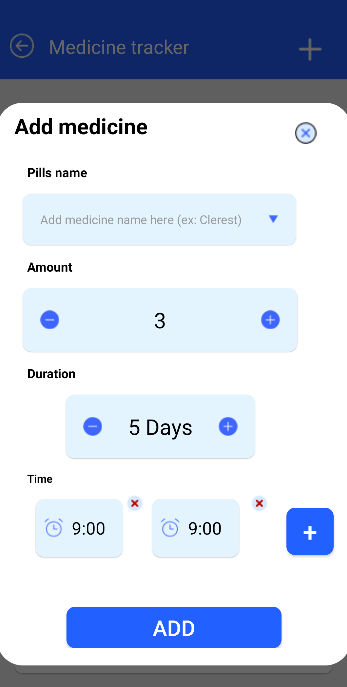 Medicine tracker
Add medicine
Pills name
Add medicine name here (ex: Clerest)
Amount
3
Duration
5 Days
Time
9:00 9:00
ADD